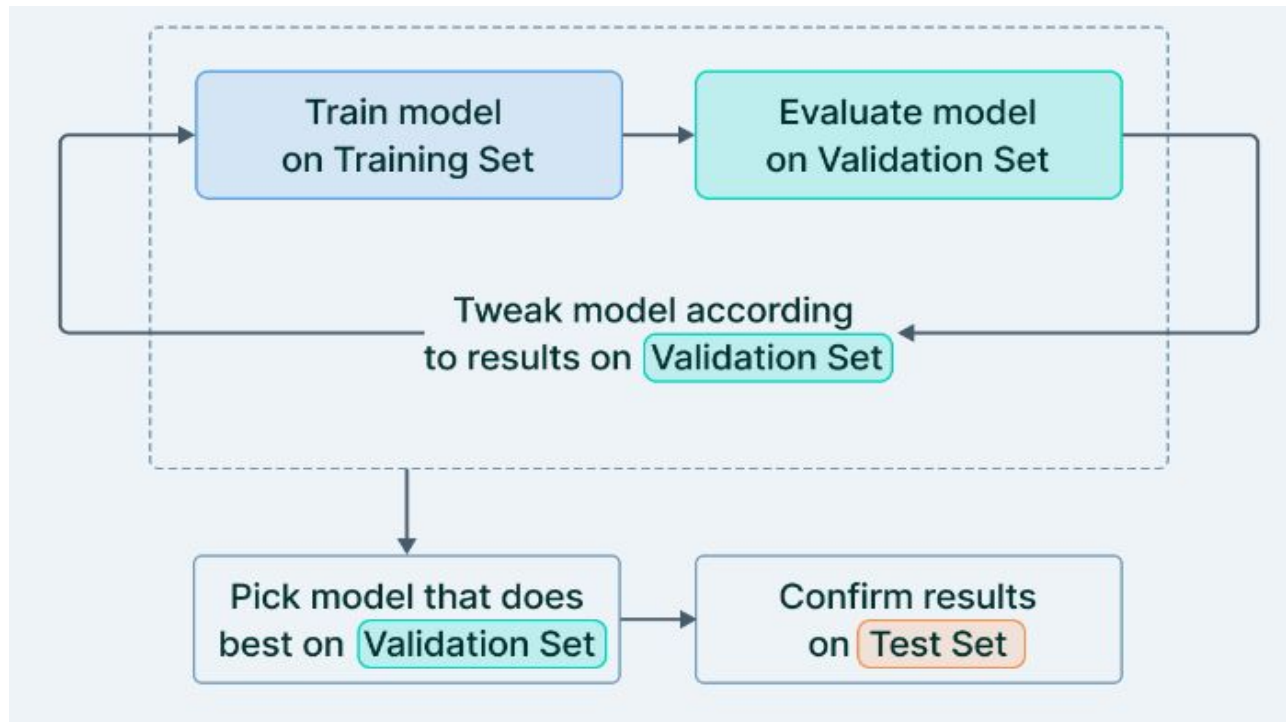 Train model
on Training Set
Evaluate model
on Validation Set
Tweak model according
to results on Validation Set
Pick model that does
best on Validation Set
Confirm results
on Test Set